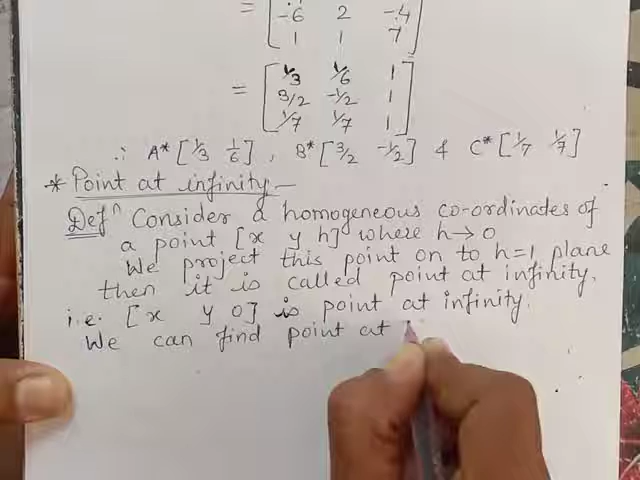 = [ -6 2 -4
1 1 7 ]
= [ 1/3 1/6 1
3/2 -1/2 1
1/7 1/7 1 ]
∴ A* [1/3 1/6] , B* [3/2 -1/2] & C* [1/7 1/7]
* Point at infinity —
Defⁿ Consider a homogeneous co-ordinates of
a point [x y h] where h→0
We project this point on to h=1 plane
then it is called point at infinity.
i.e. [x y 0] is point at infinity.
We can find point at